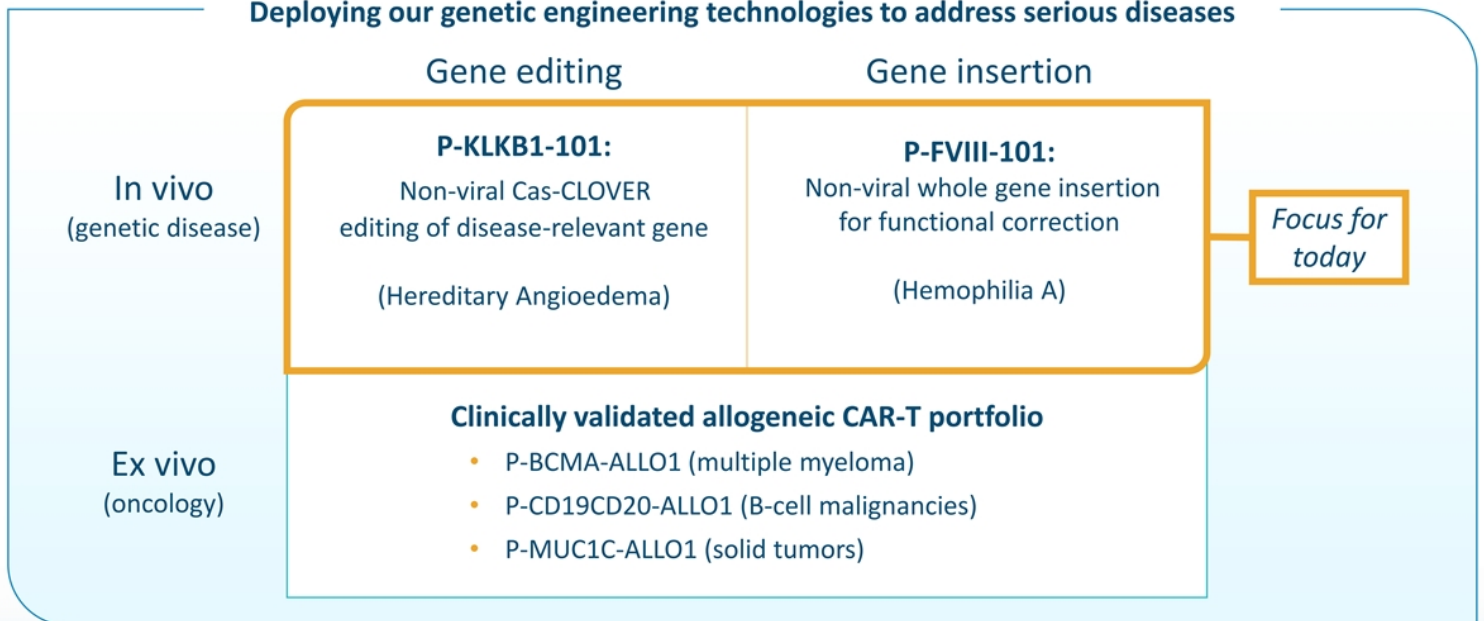 Deploying our genetic engineering technologies to address serious diseases
Gene editing
Gene insertion
In vivo
(genetic disease)
P-KLKB1-101:
Non-viral Cas-CLOVER
editing of disease-relevant gene
(Hereditary Angioedema)
P-FVIII-101:
Non-viral whole gene insertion
for functional correction
(Hemophilia A)
Focus for
today
Ex vivo
(oncology)
Clinically validated allogeneic CAR-T portfolio
• P-BCMA-ALLO1 (multiple myeloma)
• P-CD19CD20-ALLO1 (B-cell malignancies)
• P-MUC1C-ALLO1 (solid tumors)